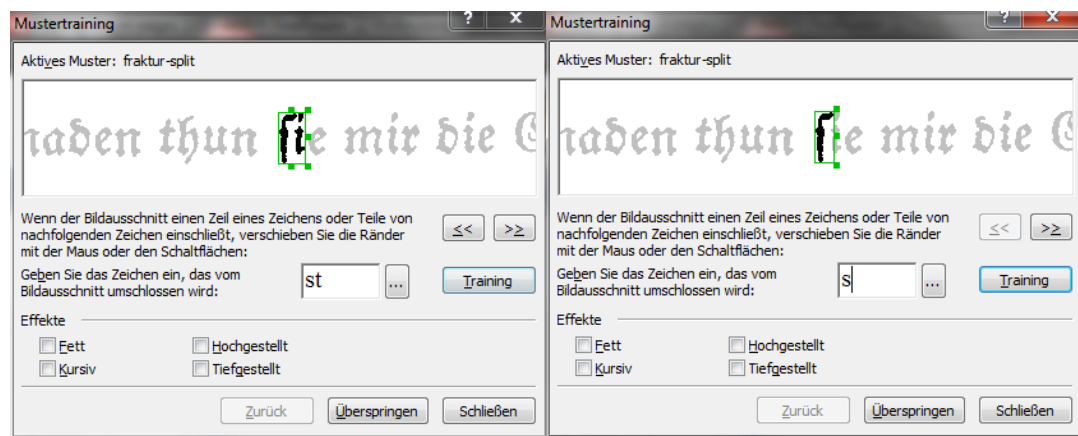 Mustertraining
? X
Aktives Muster: fraktur-split
naden thun ſie mir die
Wenn der Bildausschnitt einen Zeil eines Zeichens oder Teile von
nachfolgenden Zeichen einschließt, verschieben Sie die Ränder
mit der Maus oder den Schaltflächen:
<< >>
Geben Sie das Zeichen ein, das vom
Bildausschnitt umschlossen wird:
st ... Training
Effekte
Fett Hochgestellt
Kursiv Tiefgestellt
Zurück Überspringen Schließen
Mustertraining
? X
Aktives Muster: fraktur-split
naden thun ſie mir die
Wenn der Bildausschnitt einen Zeil eines Zeichens oder Teile von
nachfolgenden Zeichen einschließt, verschieben Sie die Ränder
mit der Maus oder den Schaltflächen:
<< >>
Geben Sie das Zeichen ein, das vom
Bildausschnitt umschlossen wird:
s ... Training
Effekte
Fett Hochgestellt
Kursiv Tiefgestellt
Zurück Überspringen Schließen